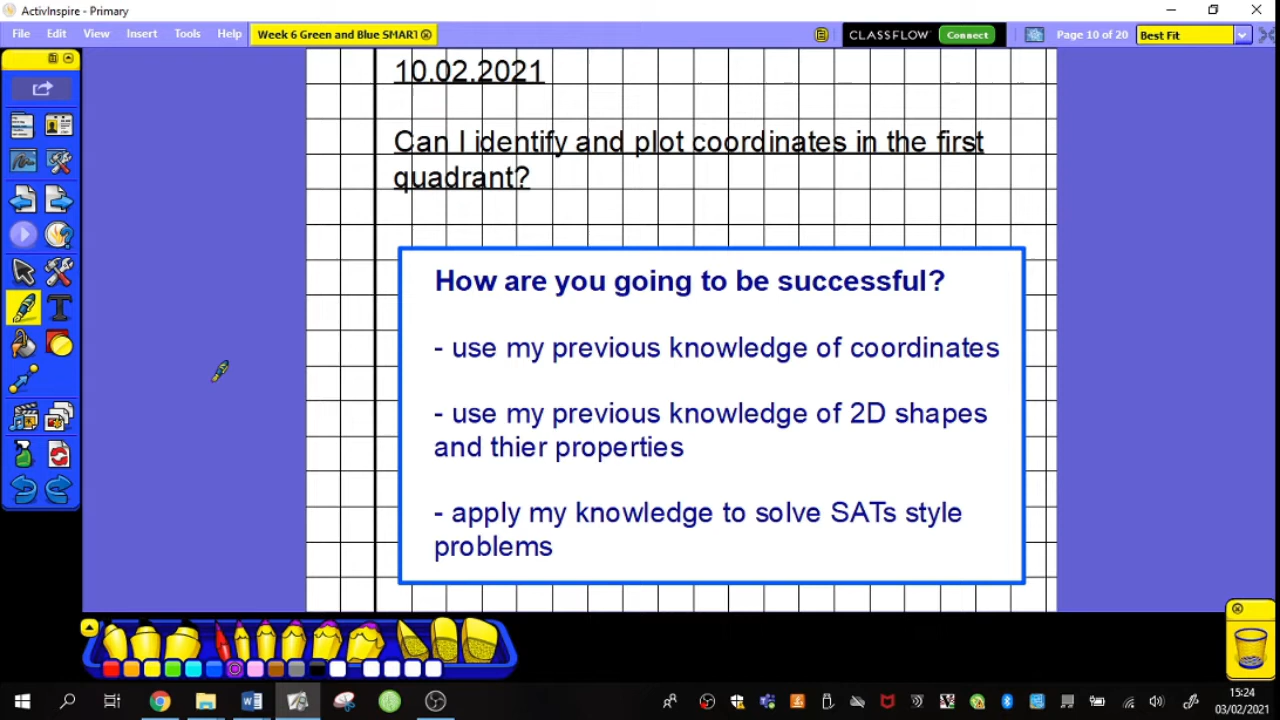 ActivInspire - Primary
File Edit View Insert Tools Help
Week 6 Green and Blue SMART
CLASSFLOW Connect
Page 10 of 20
Best Fit
10.02.2021
Can I identify and plot coordinates in the first
quadrant?
How are you going to be successful?
- use my previous knowledge of coordinates
- use my previous knowledge of 2D shapes
and thier properties
- apply my knowledge to solve SATs style
problems
15:24
03/02/2021